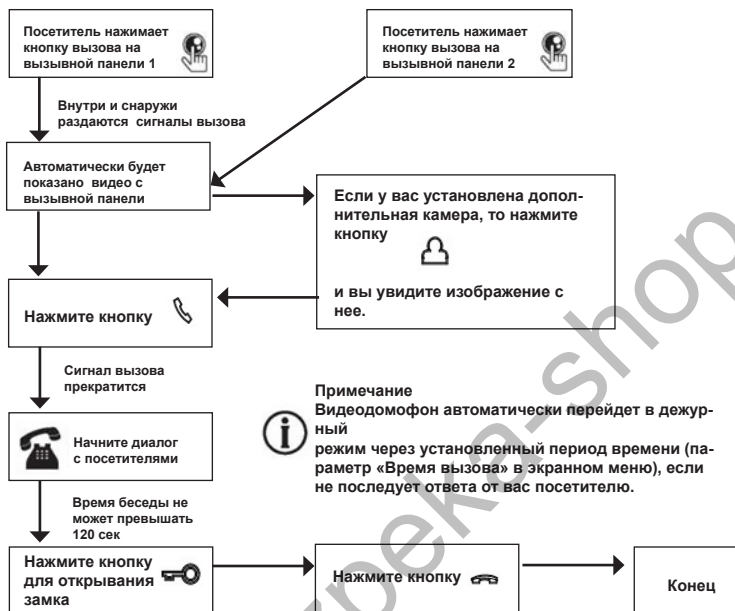 Посетитель нажимает
кнопку вызова на
вызывной панели 1
Посетитель нажимает
кнопку вызова на
вызывной панели 2
Внутри и снаружи
раздаются сигналы вызова
Автоматически будет
показано видео с
вызывной панели
Если у вас установлена допол-
нительная камера, то нажмите
кнопку
и вы увидите изображение с
нее.
Нажмите кнопку
Сигнал вызова
прекратится
Примечание
Видеодомофон автоматически перейдет в дежур-
ный
режим через установленный период времени (па-
раметр «Время вызова» в экранном меню), если
не последует ответа от вас посетителю.
Начните диалог
с посетителями
Время беседы не
может превышать
120 сек
Нажмите кнопку
для открывания
замка
Нажмите кнопку
Конец
peka-shop